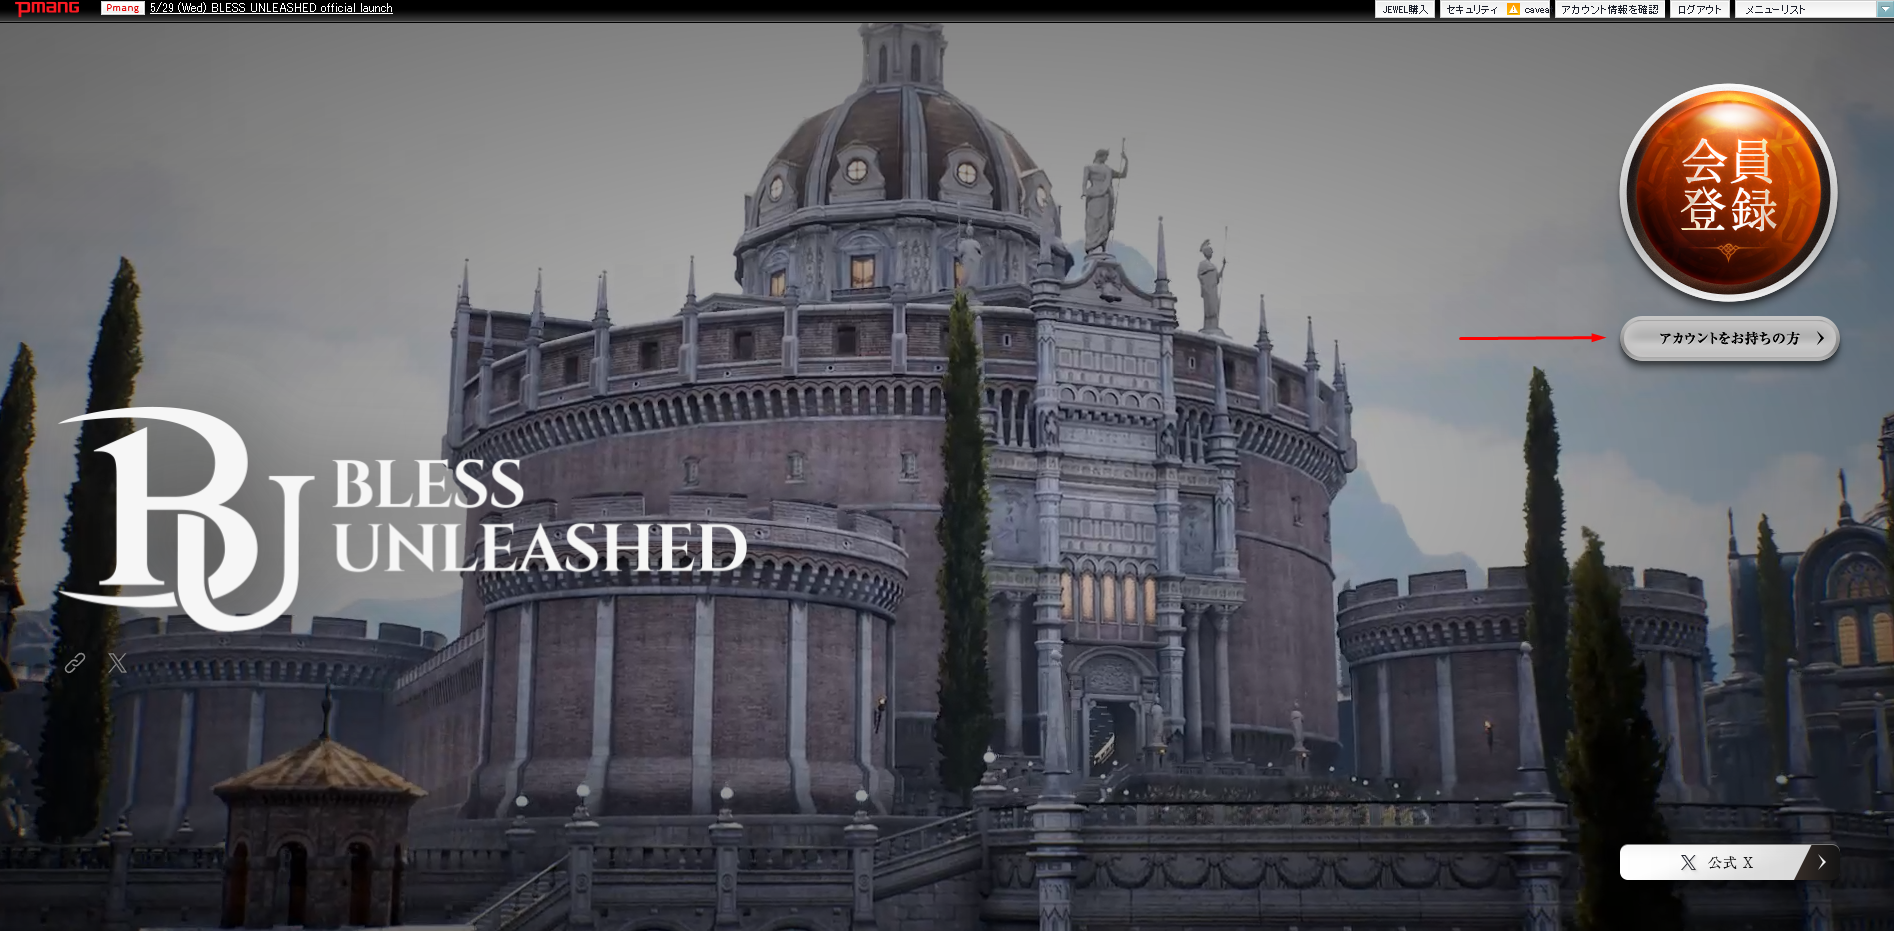 Pmang
Pmang
5/29 (Wed) BLESS UNLEASHED official launch
JEWEL購入
セキュリティ
cavea
アカウント情報を確認
ログアウト
メニューリスト
会員
登録
アカウントをお持ちの方
BU
BLESS
UNLEASHED
X 公式 X